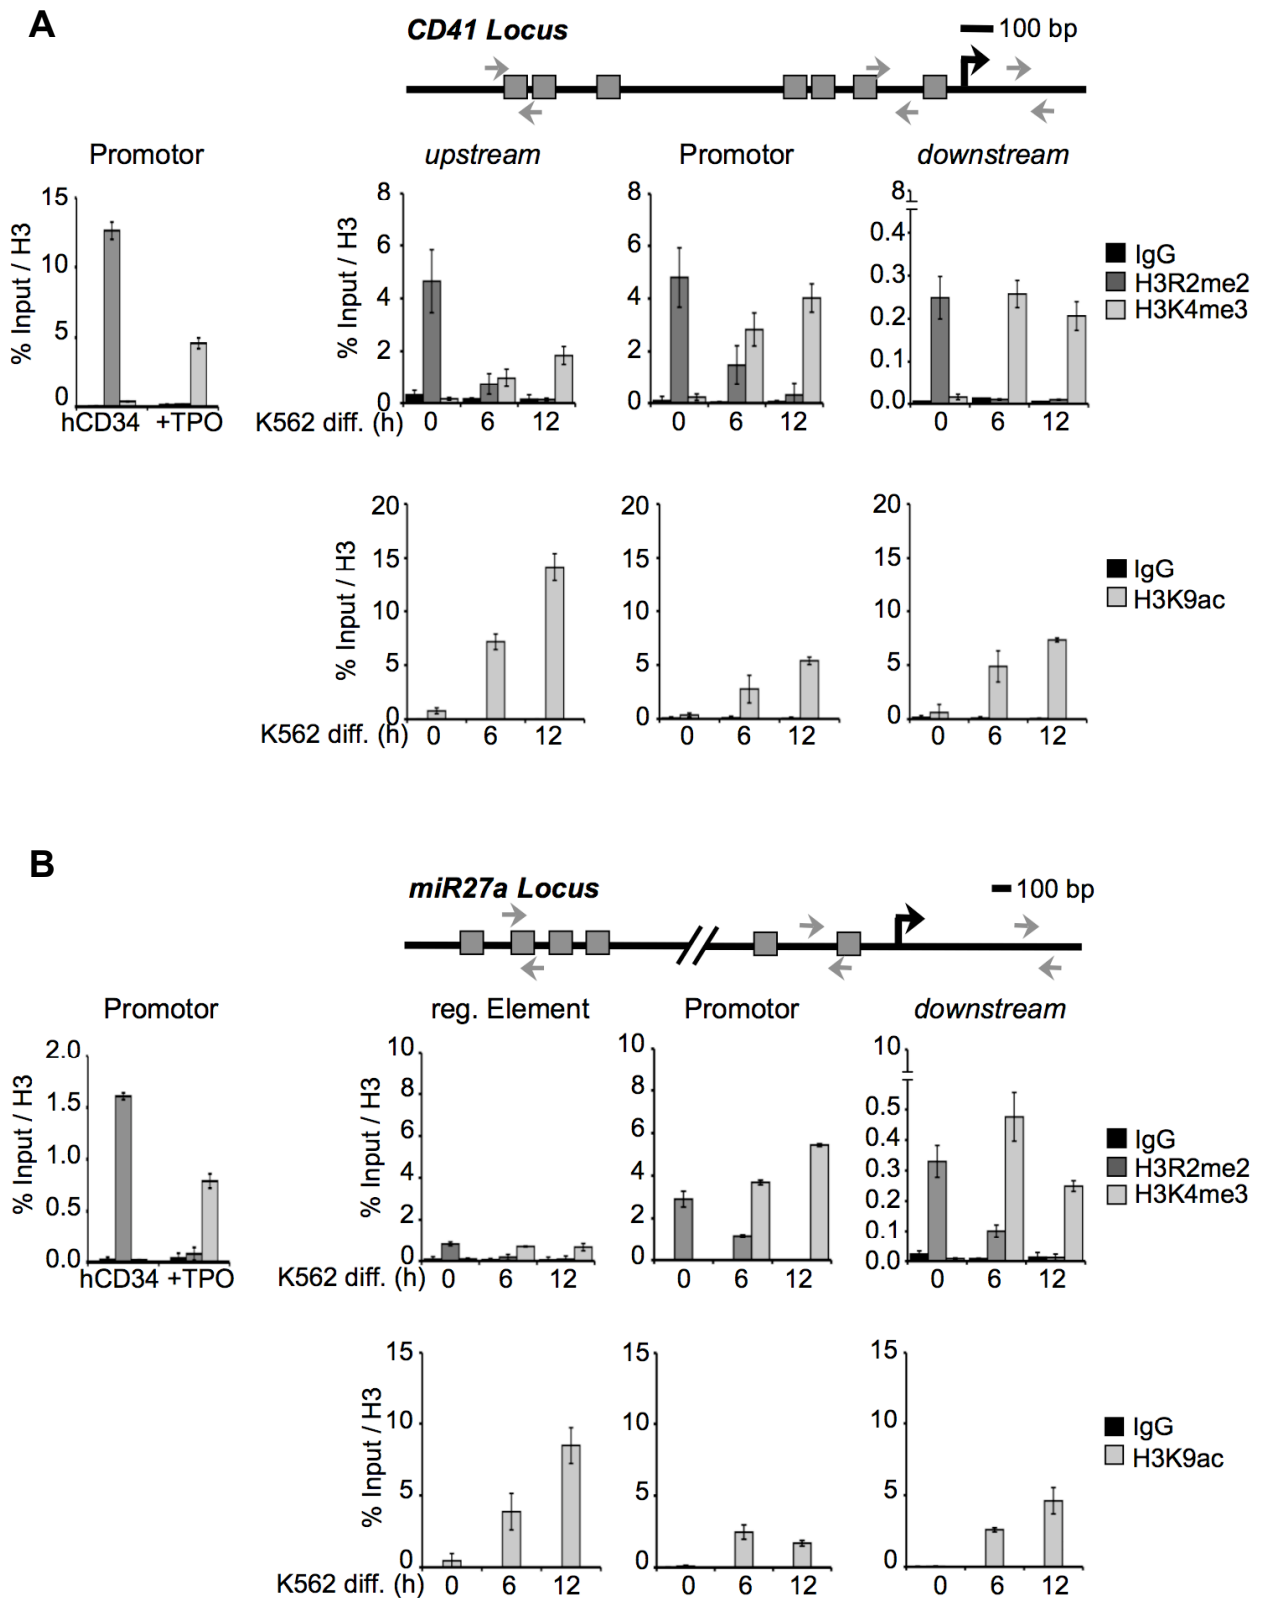 A
CD41 Locus
100 bp
Promotor
upstream
Promotor
downstream
% Input / H3
15
10
5
0
hCD34 +TPO
% Input / H3
8
6
4
2
0
K562 diff. (h) 0 6 12
8
6
4
2
0
0 6 12
8
0.4
0.3
0.2
0.1
0.0
0 6 12
IgG
H3R2me2
H3K4me3
% Input / H3
20
15
10
5
0
K562 diff. (h) 0 6 12
20
15
10
5
0
0 6 12
20
15
10
5
0
0 6 12
IgG
H3K9ac
B
miR27a Locus
100 bp
Promotor
reg. Element
Promotor
downstream
% Input / H3
2.0
1.5
1.0
0.5
0.0
hCD34 +TPO
% Input / H3
10
8
6
4
2
0
K562 diff. (h) 0 6 12
10
8
6
4
2
0
0 6 12
10
0.5
0.4
0.3
0.2
0.1
0.0
0 6 12
IgG
H3R2me2
H3K4me3
% Input / H3
15
10
5
0
K562 diff. (h) 0 6 12
15
10
5
0
0 6 12
15
10
5
0
0 6 12
IgG
H3K9ac